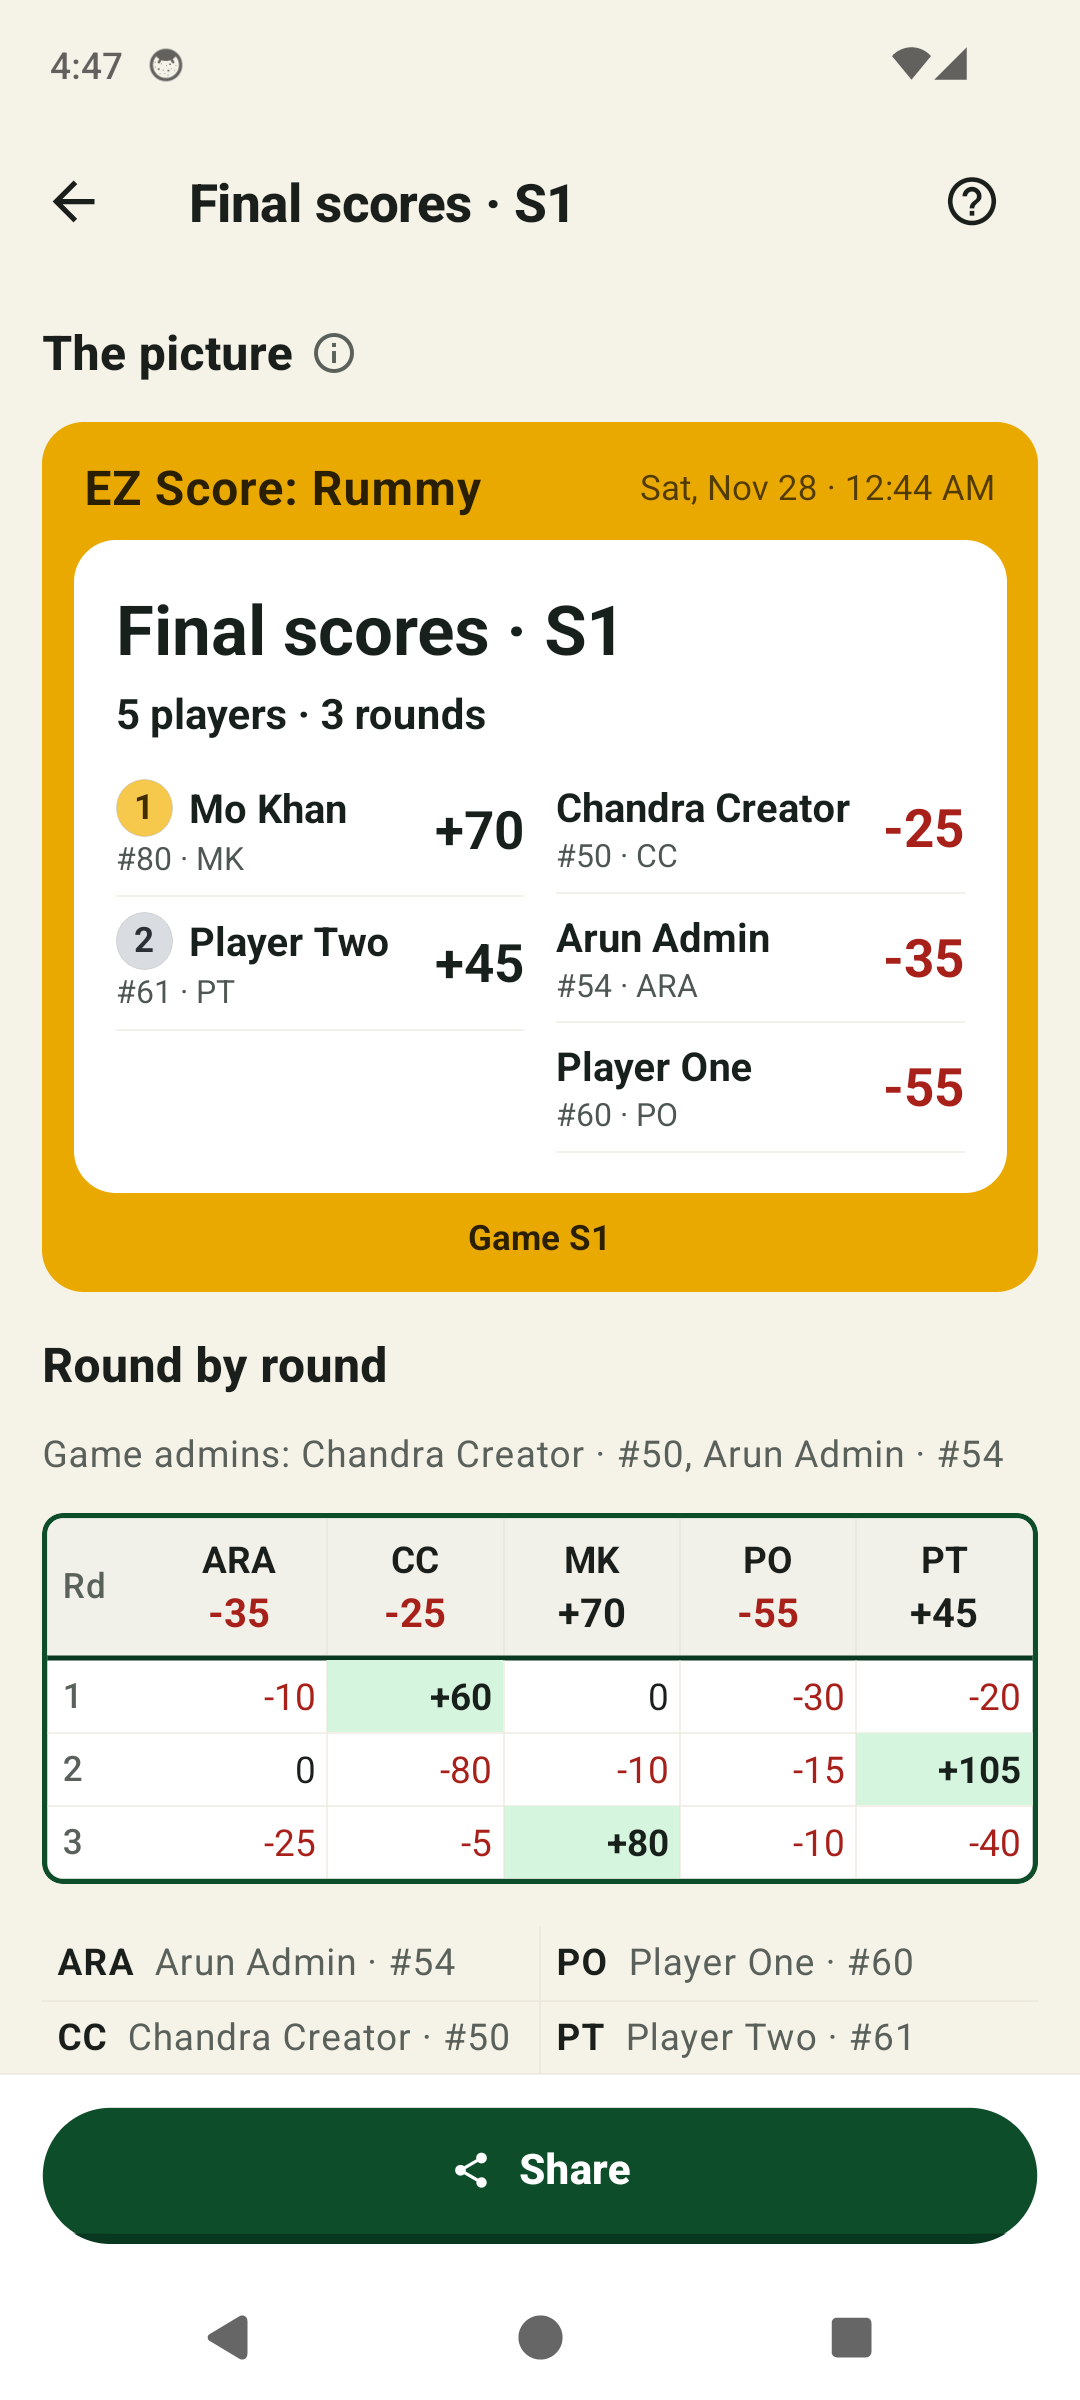 4:47
Final scores · S1
The picture
EZ Score: Rummy
Sat, Nov 28 · 12:44 AM
Final scores · S1
5 players · 3 rounds
1 Mo Khan +70
#80 · MK
2 Player Two +45
#61 · PT
Chandra Creator -25
#50 · CC
Arun Admin -35
#54 · ARA
Player One -55
#60 · PO
Game S1
Round by round
Game admins: Chandra Creator · #50, Arun Admin · #54
Rd ARA CC MK PO PT
-35 -25 +70 -55 +45
1 -10 +60 0 -30 -20
2 0 -80 -10 -15 +105
3 -25 -5 +80 -10 -40
ARA Arun Admin · #54 PO Player One · #60
CC Chandra Creator · #50 PT Player Two · #61
Share